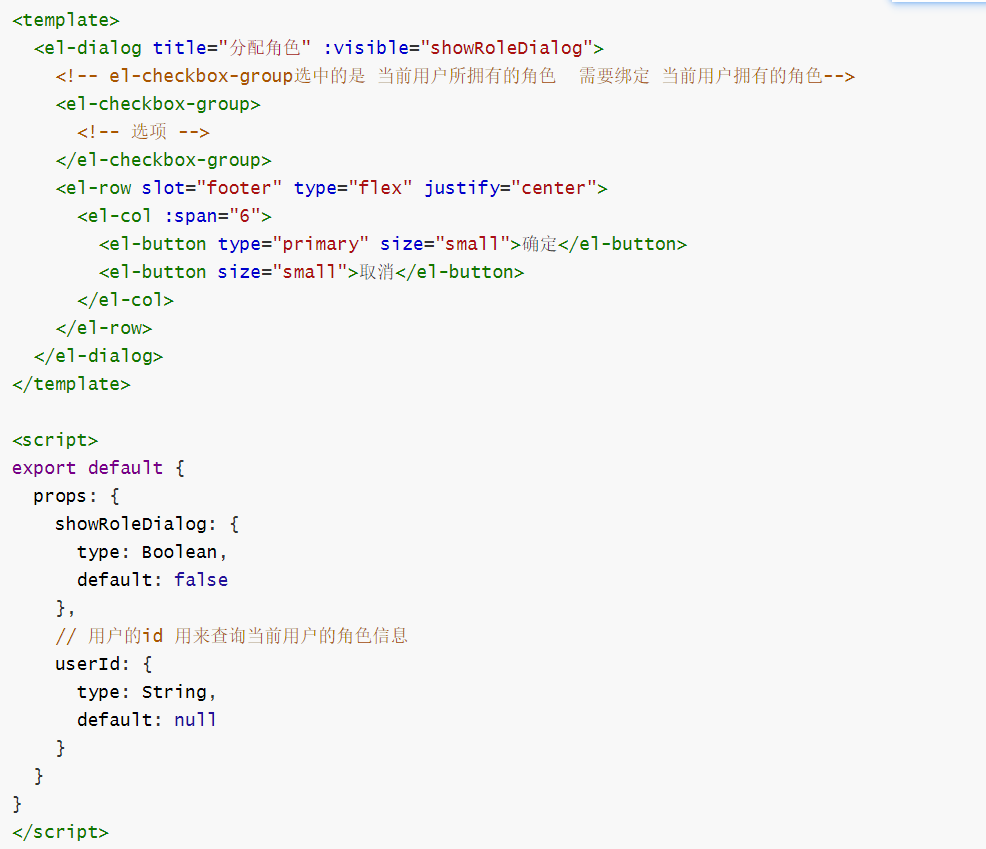 <template>
  <el-dialog title="分配角色" :visible="showRoleDialog">
    <!-- el-checkbox-group选中的是 当前用户所拥有的角色  需要绑定 当前用户拥有的角色-->
    <el-checkbox-group>
      <!-- 选项 -->
    </el-checkbox-group>
    <el-row slot="footer" type="flex" justify="center">
      <el-col :span="6">
        <el-button type="primary" size="small">确定</el-button>
        <el-button size="small">取消</el-button>
      </el-col>
    </el-row>
  </el-dialog>
</template>

<script>
export default {
  props: {
    showRoleDialog: {
      type: Boolean,
      default: false
    },
    // 用户的id 用来查询当前用户的角色信息
    userId: {
      type: String,
      default: null
    }
  }
}
</script>